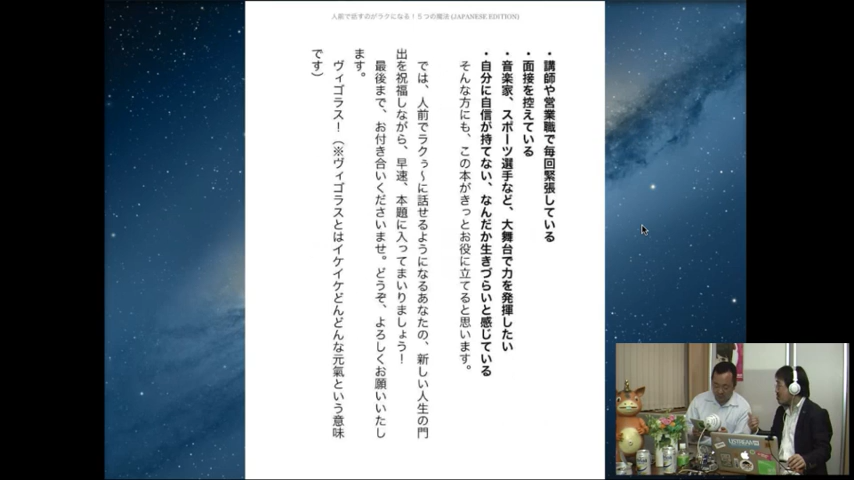 人前で話すのがラクになる！５つの魔法 (JAPANESE EDITION)
・講師や営業職で毎回緊張している
・面接を控えている
・音楽家、スポーツ選手など、大舞台で力を発揮したい
・自分に自信が持てない、なんだか生きづらいと感じている
そんな方にも、この本がきっとお役に立てると思います。
では、人前でラクぅ〜に話せるようになるあなたの、新しい人生の門
出を祝福しながら、早速、本題に入ってまいりましょう！
最後まで、お付き合いくださいませ。どうぞ、よろしくお願いいたし
ます。
ヴィゴラス！（※ヴィゴラスとはイケイケどんどんな元氣という意味
です）
USTREAM